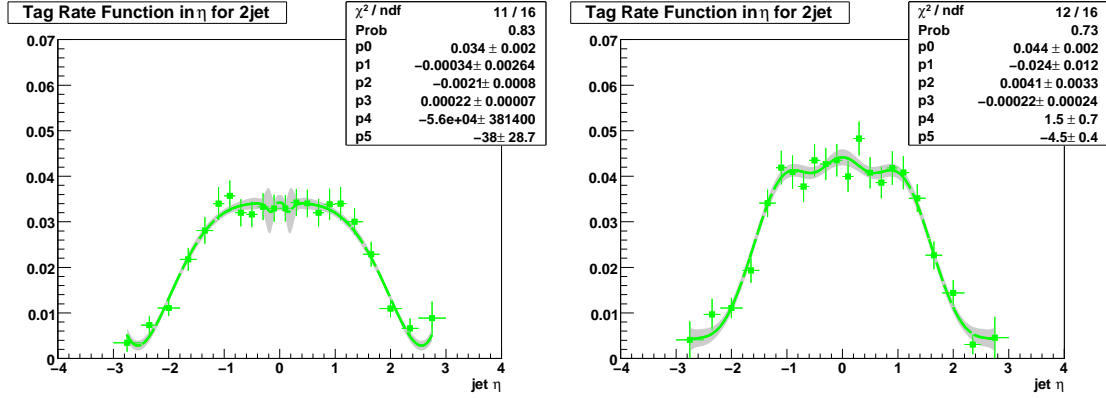 Tag Rate Function in η for 2jet
χ² / ndf 11 / 16
Prob 0.83
p0 0.034 ± 0.002
p1 −0.00034 ± 0.00264
p2 −0.0021 ± 0.0008
p3 0.00022 ± 0.00007
p4 −5.6e+04 ± 381400
p5 −38 ± 28.7
0.07
0.06
0.05
0.04
0.03
0.02
0.01
0
−4 −3 −2 −1 0 1 2 3 4
jet η
Tag Rate Function in η for 2jet
χ² / ndf 12 / 16
Prob 0.73
p0 0.044 ± 0.002
p1 −0.024 ± 0.012
p2 0.0041 ± 0.0033
p3 −0.00022 ± 0.00024
p4 1.5 ± 0.7
p5 −4.5 ± 0.4
0.07
0.06
0.05
0.04
0.03
0.02
0.01
0
−4 −3 −2 −1 0 1 2 3 4
jet η